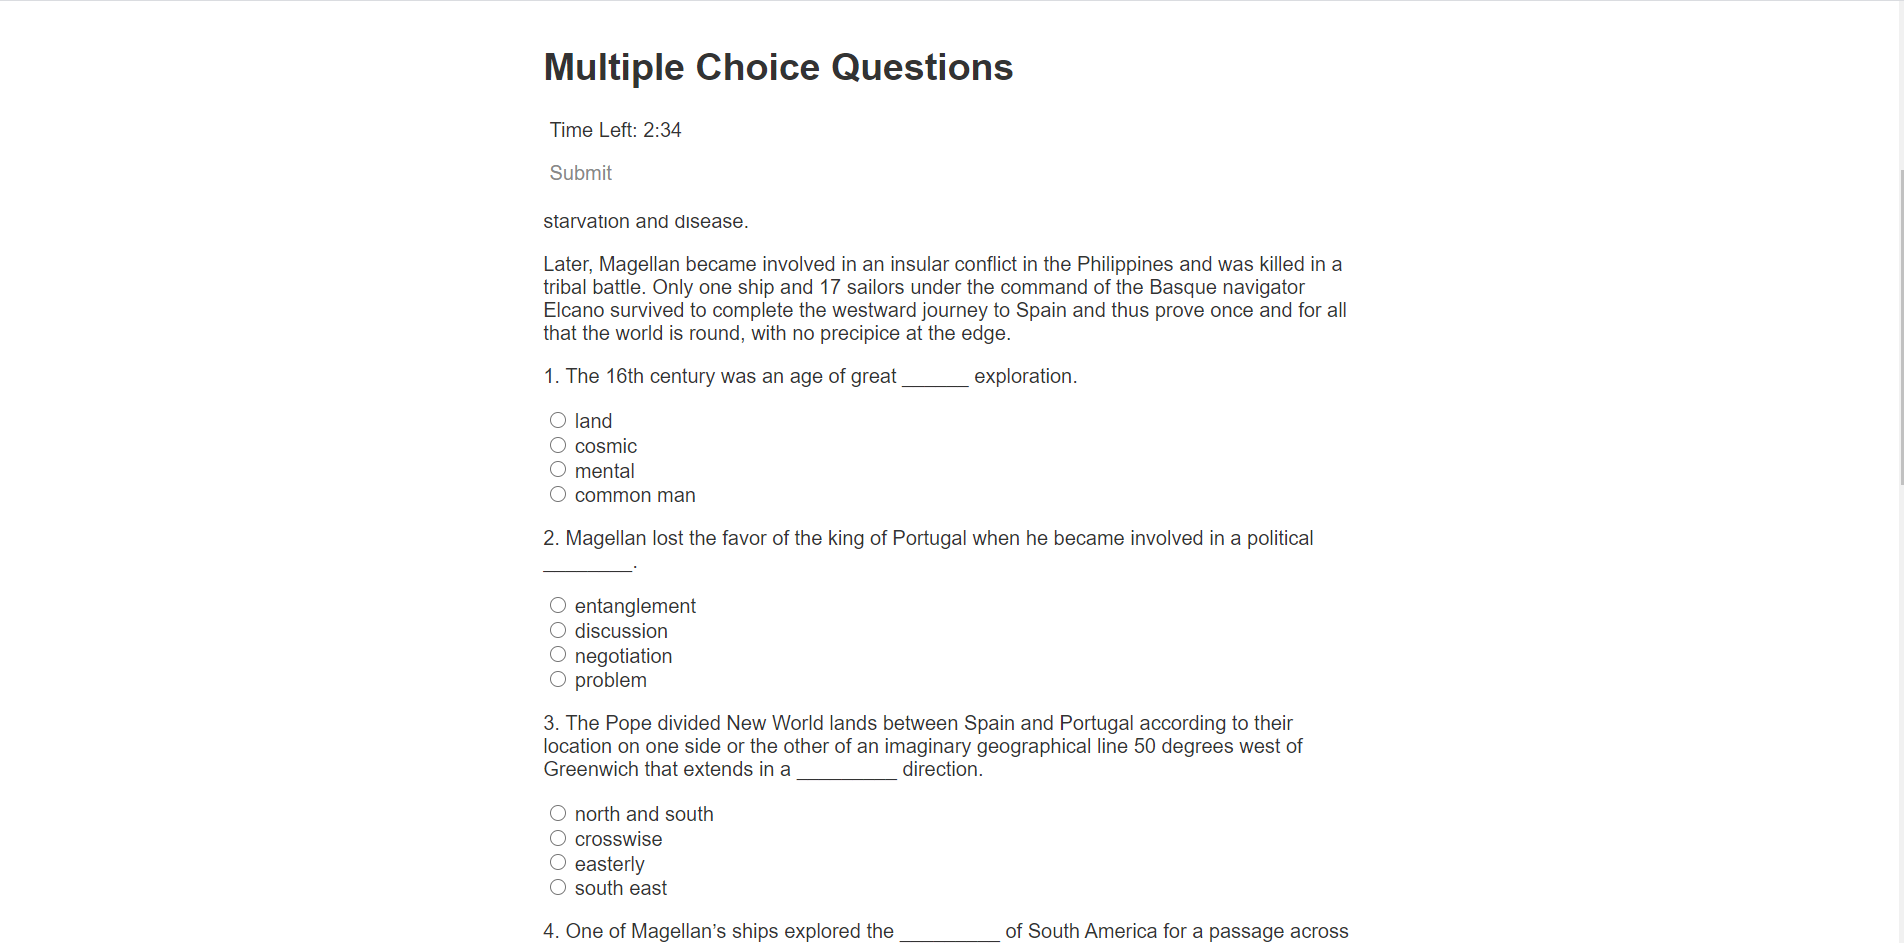 Multiple Choice Questions
Time Left: 2:34
Submit
starvation and disease.
Later, Magellan became involved in an insular conflict in the Philippines and was killed in a
tribal battle. Only one ship and 17 sailors under the command of the Basque navigator
Elcano survived to complete the westward journey to Spain and thus prove once and for all
that the world is round, with no precipice at the edge.
1. The 16th century was an age of great ______ exploration.
land
cosmic
mental
common man
2. Magellan lost the favor of the king of Portugal when he became involved in a political
________.
entanglement
discussion
negotiation
problem
3. The Pope divided New World lands between Spain and Portugal according to their
location on one side or the other of an imaginary geographical line 50 degrees west of
Greenwich that extends in a _________ direction.
north and south
crosswise
easterly
south east
4. One of Magellan’s ships explored the _________ of South America for a passage across